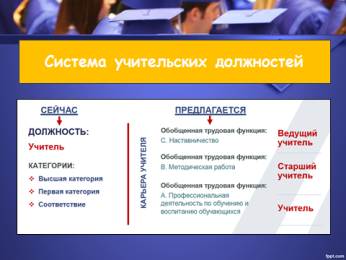 Система учительских должностей
СЕЙЧАС
ДОЛЖНОСТЬ:
Учитель
КАТЕГОРИИ:
Высшая категория
Первая категория
Соответствие
КАРЬЕРА УЧИТЕЛЯ
ПРЕДЛАГАЕТСЯ
Обобщенная трудовая функция:
С. Наставничество
Ведущий
учитель
Обобщенная трудовая функция:
В. Методическая работа
Старший
учитель
Обобщенная трудовая функция:
А. Профессиональная
деятельность по обучению и
воспитанию обучающихся
Учитель
fppt.com